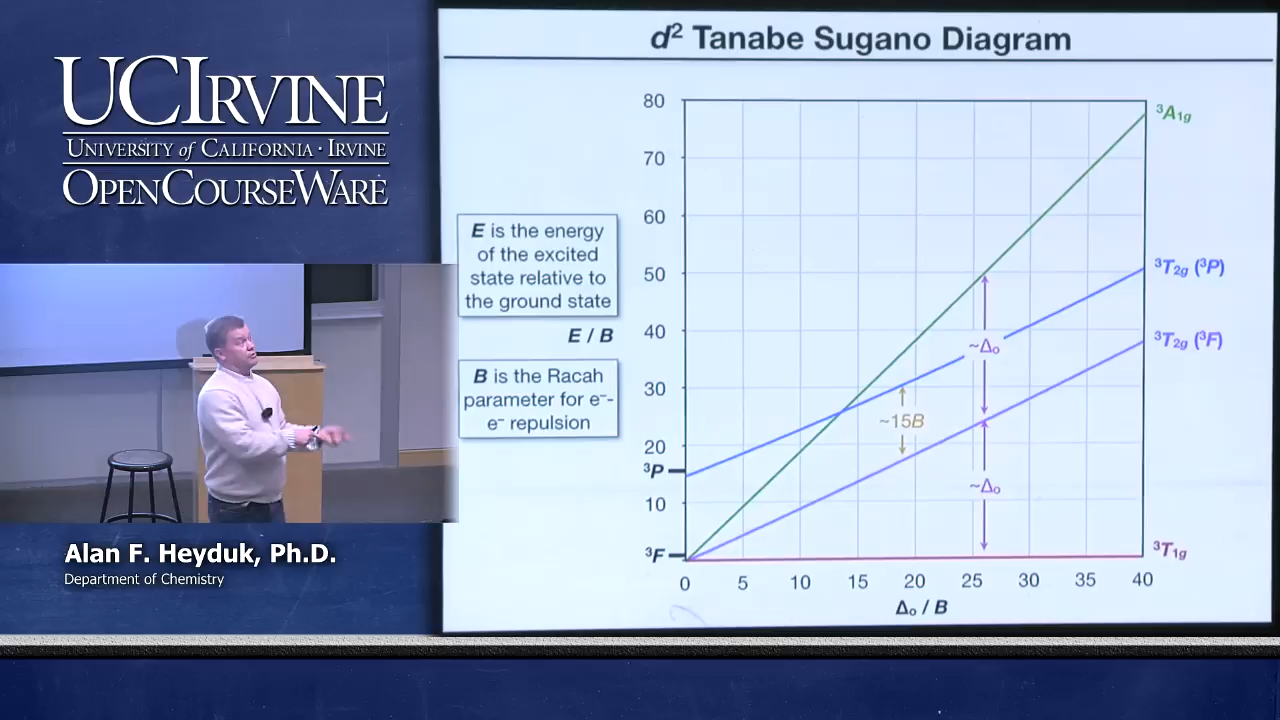 UCIRVINE
UNIVERSITY of CALIFORNIA · IRVINE
OPENCOURSEWARE
Alan F. Heyduk, Ph.D.
Department of Chemistry
d² Tanabe Sugano Diagram
E is the energy
of the excited
state relative to
the ground state
E / B
B is the Racah
parameter for e⁻-
e⁻ repulsion
80
70
60
50
40
30
20
³P
10
³F
³A₁g
³T₂g (³P)
³T₂g (³F)
³T₁g
~Δₒ
~15B
~Δₒ
0 5 10 15 20 25 30 35 40
Δₒ / B